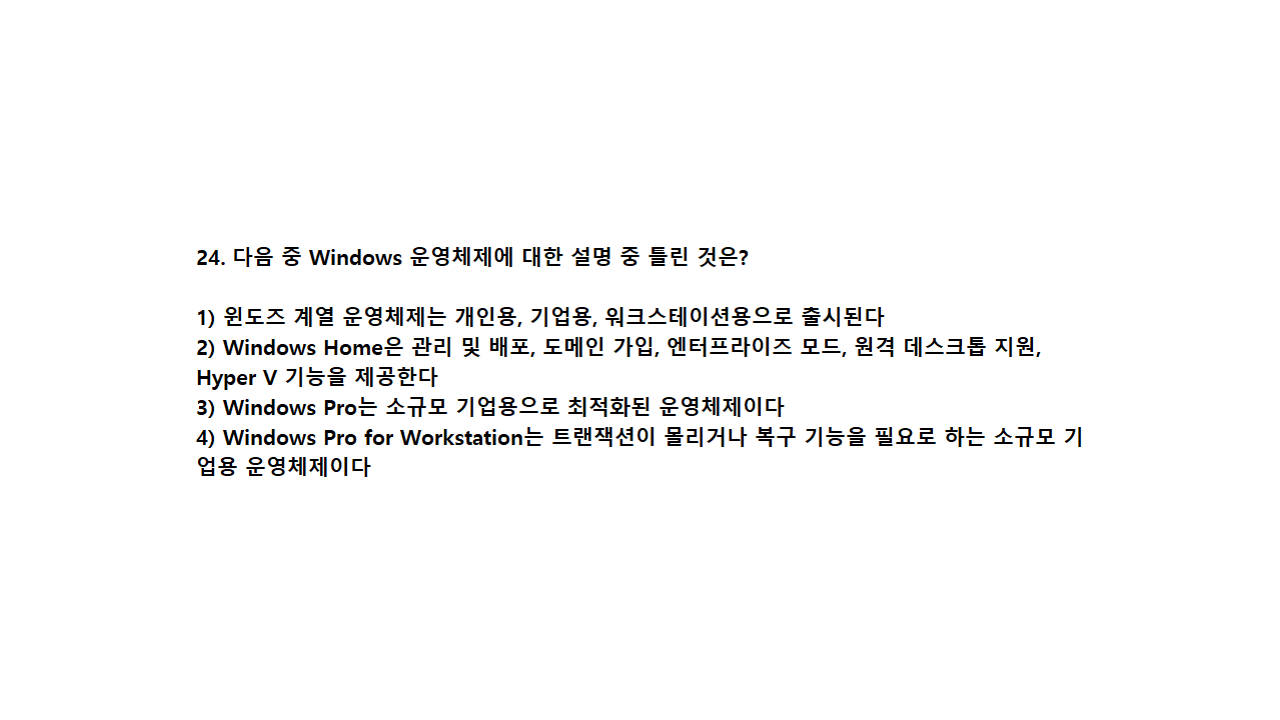 24. 다음 중 Windows 운영체제에 대한 설명 중 틀린 것은?
1) 윈도즈 계열 운영체제는 개인용, 기업용, 워크스테이션용으로 출시된다
2) Windows Home은 관리 및 배포, 도메인 가입, 엔터프라이즈 모드, 원격 데스크톱 지원,
Hyper V 기능을 제공한다
3) Windows Pro는 소규모 기업용으로 최적화된 운영체제이다
4) Windows Pro for Workstation는 트랜잭션이 몰리거나 복구 기능을 필요로 하는 소규모 기
업용 운영체제이다